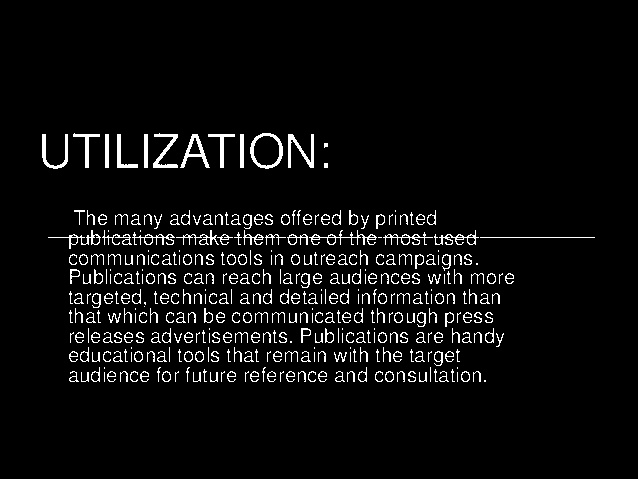 UTILIZATION:
The many advantages offered by printed
publications make them one of the most used
communications tools in outreach campaigns.
Publications can reach large audiences with more
targeted, technical and detailed information than
that which can be communicated through press
releases advertisements. Publications are handy
educational tools that remain with the target
audience for future reference and consultation.